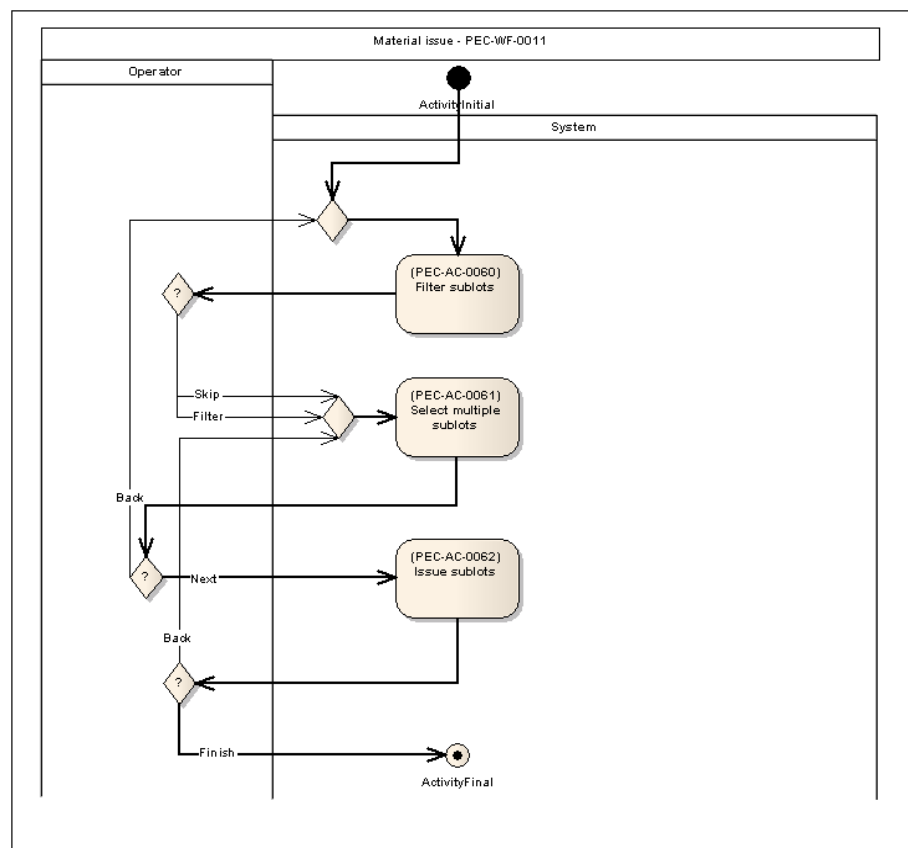 Material issue - PEC-WF-0011
Operator
ActivityInitial
System
(PEC-AC-0060)
Filter sublots
?
Skip
(PEC-AC-0061)
Select multiple
sublots
Filter
Back
(PEC-AC-0062)
Issue sublots
?
Next
Back
?
Finish
ActivityFinal